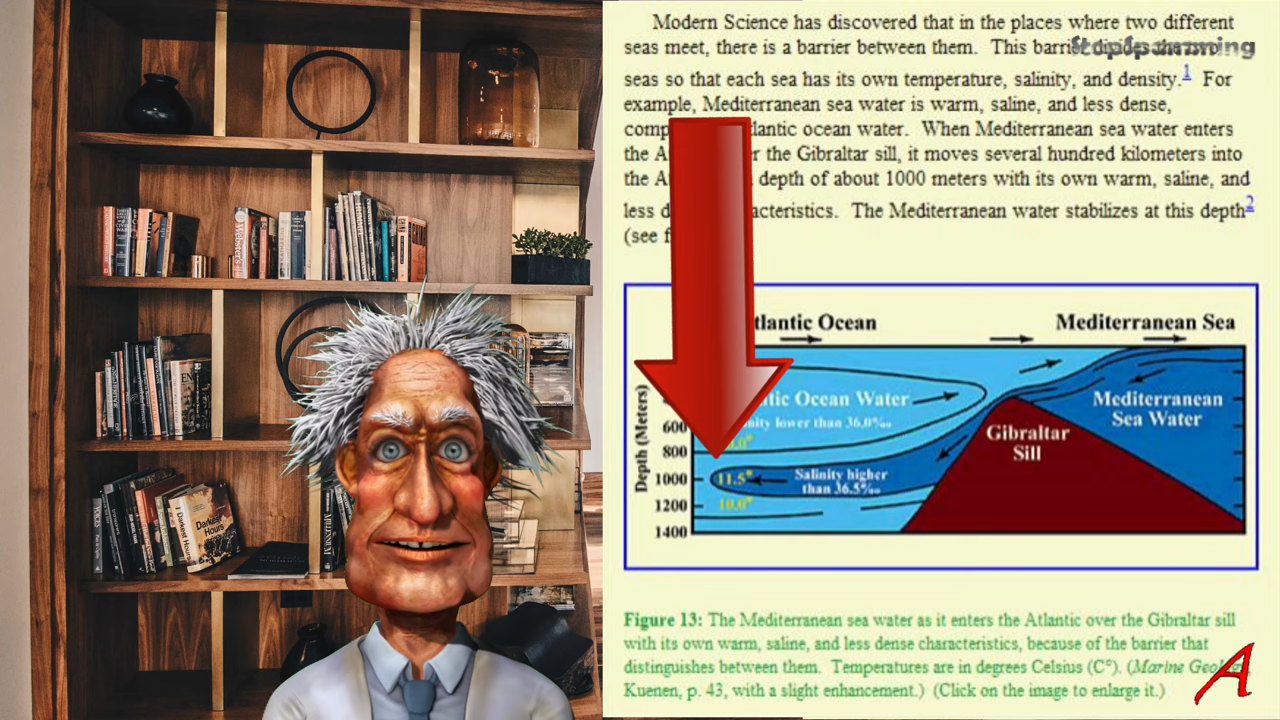 Modern Science has discovered that in the places where two different
seas meet, there is a barrier between them. This
seas so that each sea has its own temperature, salinity, and density.1 For
example, Mediterranean sea water is warm, saline, and less dense,
ocean water. When Mediterranean sea water enters
the Gibraltar sill, it moves several hundred kilometers into
the depth of about 1000 meters with its own warm, saline, and
less The Mediterranean water stabilizes at this depth2
(see
Ocean
Mediterranean Sea
Depth (Meters)
600
800
1000
1200
1400
Ocean Water
lower than 36.0‰
11.5°
10.0°
Salinity higher
than 36.5‰
Gibraltar
Sill
Mediterranean
Sea Water
Figure 13: The Mediterranean sea water as it enters the Atlantic over the Gibraltar sill
with its own warm, saline, and less dense characteristics, because of the barrier that
distinguishes between them. Temperatures are in degrees Celsius (C°). (Marine
Kuenen, p. 43, with a slight enhancement.) (Click on the image to enlarge it.)
A
Darkest
Hours
MILLENNIUM